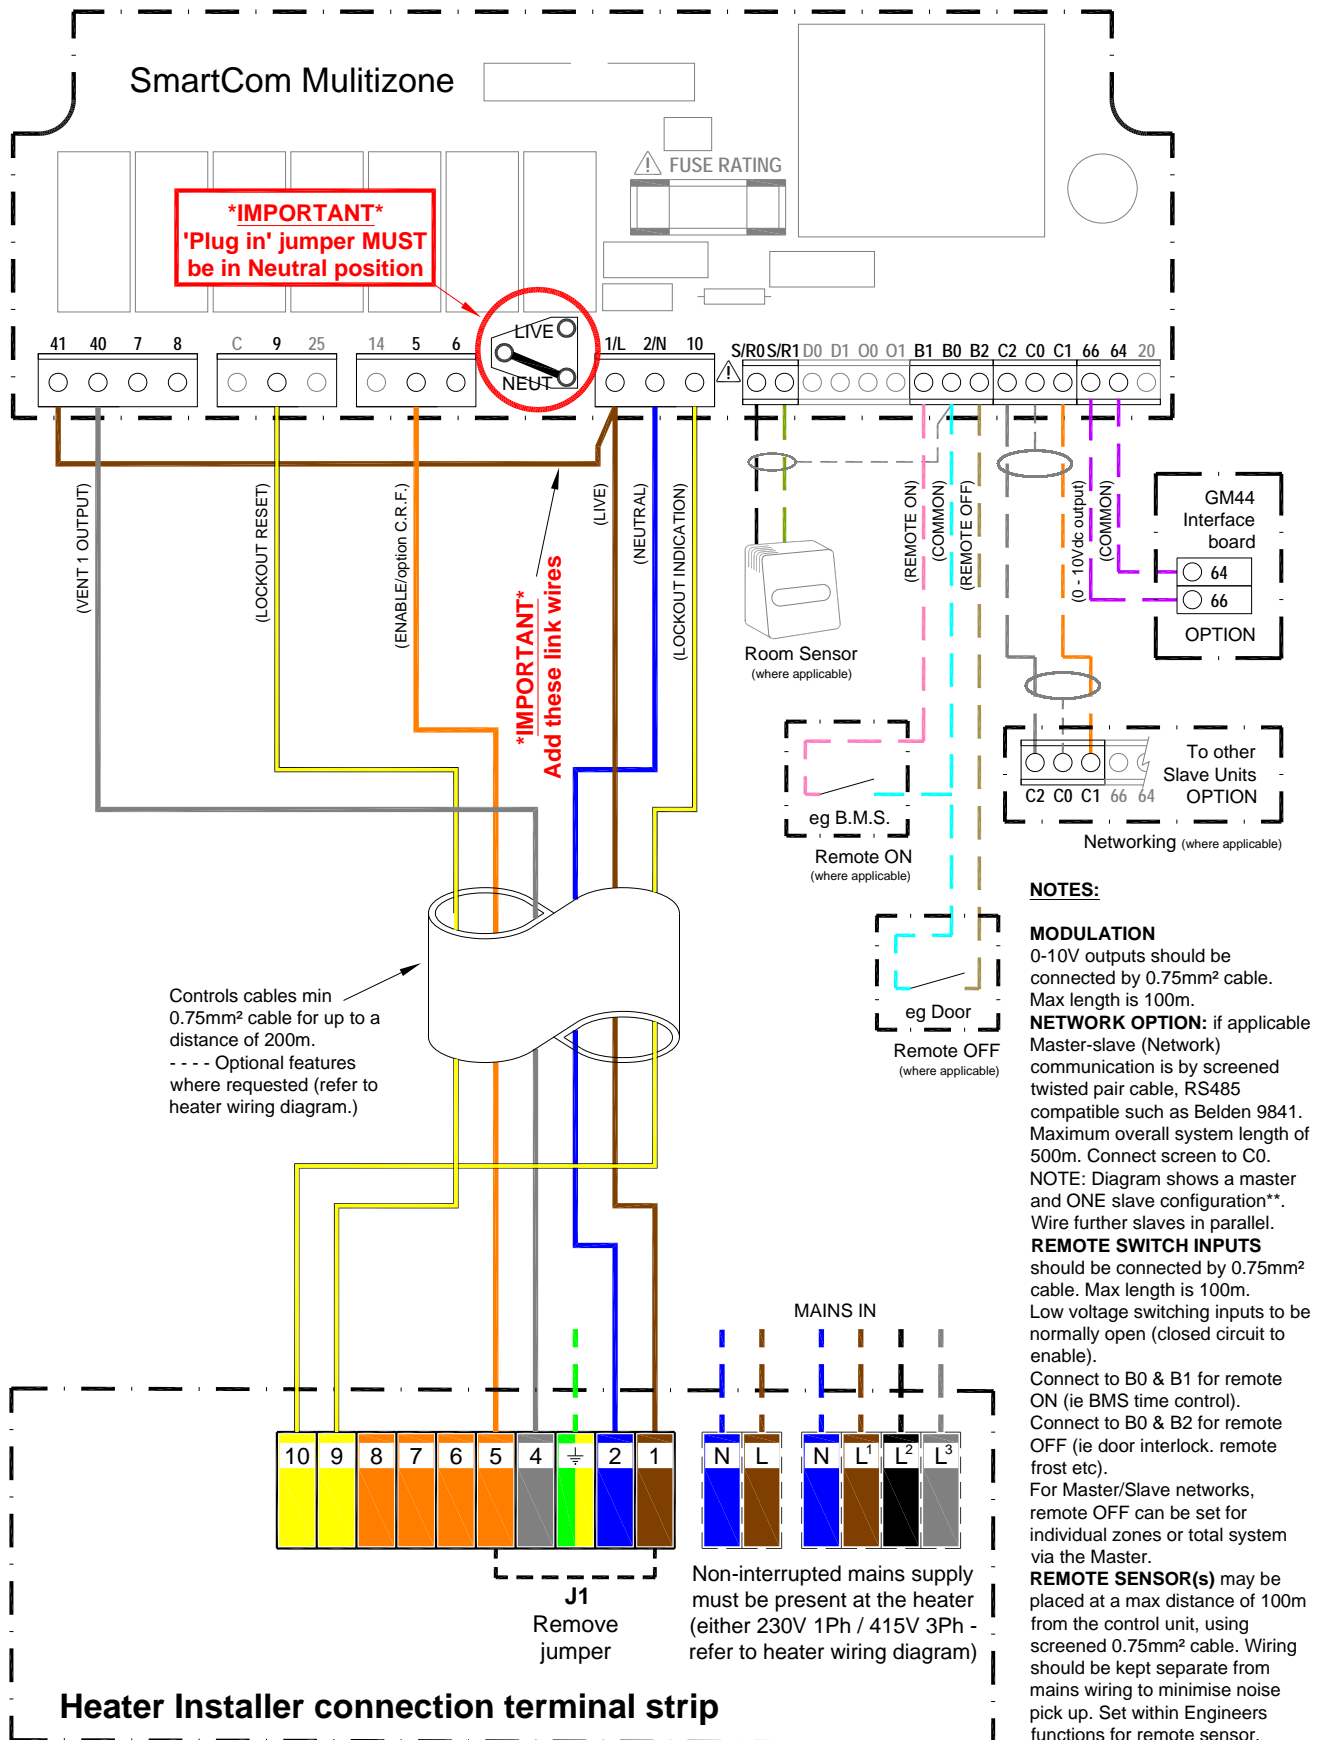 SmartCom Mulitizone
FUSE RATING
*IMPORTANT*
'Plug in' jumper MUST
be in Neutral position
LIVE
NEUT
41 40 7 8
C 9 25
14 5 6
1/L 2/N 10
S/R0 S/R1 D0 D1 O0 O1 B1 B0 B2 C2 C0 C1 66 64 20
(VENT 1 OUTPUT)
(LOCKOUT RESET)
(ENABLE/option C.R.F.)
*IMPORTANT*
Add these link wires
(LIVE)
(NEUTRAL)
(LOCKOUT INDICATION)
(REMOTE ON)
(COMMON)
(REMOTE OFF)
(0 - 10Vdc output)
(COMMON)
GM44
Interface
board
64
66
OPTION
Room Sensor
(where applicable)
To other
Slave Units
OPTION
C2 C0 C1 66 64
Networking (where applicable)
eg B.M.S.
Remote ON
(where applicable)
eg Door
Remote OFF
(where applicable)
Controls cables min
0.75mm² cable for up to a
distance of 200m.
- - - - Optional features
where requested (refer to
heater wiring diagram.)
NOTES:
MODULATION
0-10V outputs should be
connected by 0.75mm² cable.
Max length is 100m.
NETWORK OPTION: if applicable
Master-slave (Network)
communication is by screened
twisted pair cable, RS485
compatible such as Belden 9841.
Maximum overall system length of
500m. Connect screen to C0.
NOTE: Diagram shows a master
and ONE slave configuration**.
Wire further slaves in parallel.
REMOTE SWITCH INPUTS
should be connected by 0.75mm²
cable. Max length is 100m.
Low voltage switching inputs to be
normally open (closed circuit to
enable).
Connect to B0 & B1 for remote
ON (ie BMS time control).
Connect to B0 & B2 for remote
OFF (ie door interlock. remote
frost etc).
For Master/Slave networks,
remote OFF can be set for
individual zones or total system
via the Master.
REMOTE SENSOR(s) may be
placed at a max distance of 100m
from the control unit, using
screened 0.75mm² cable. Wiring
should be kept separate from
mains wiring to minimise noise
pick up. Set within Engineers
functions for remote sensor.
MAINS IN
10 9 8 7 6 5 4 2 1
N L N L¹ L² L³
J1
Remove
jumper
Non-interrupted mains supply
must be present at the heater
(either 230V 1Ph / 415V 3Ph -
refer to heater wiring diagram)
Heater Installer connection terminal strip